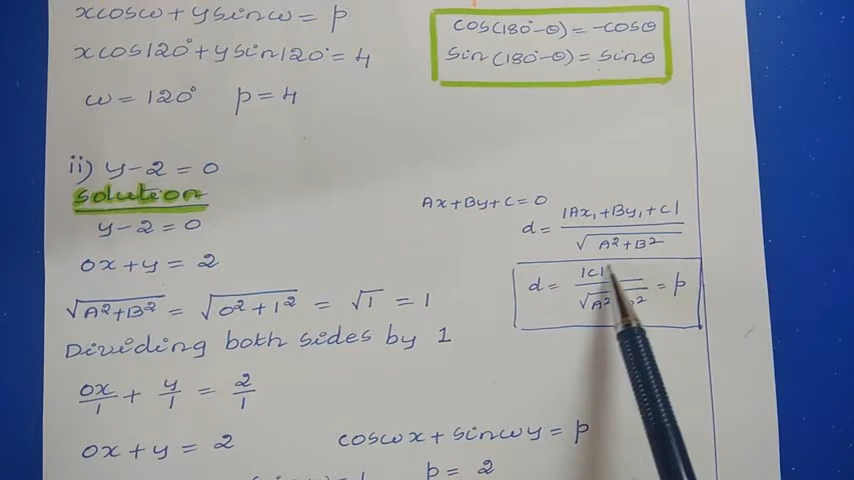 xcosω + ysinω = p
xcos120° + ysin120° = 4
ω = 120° p = 4
cos(180°-θ) = -cosθ
sin(180°-θ) = sinθ
ii) y-2 = 0
Solution
y-2 = 0
0x + y = 2
√A²+B² = √0²+1² = √1 = 1
Dividing both sides by 1
0x/1 + y/1 = 2/1
0x + y = 2
cosωx + sinωy = p
p = 2
Ax+By+C = 0
d = |Ax₁+By₁+C| / √A²+B²
d = |C| / √A² B² = p